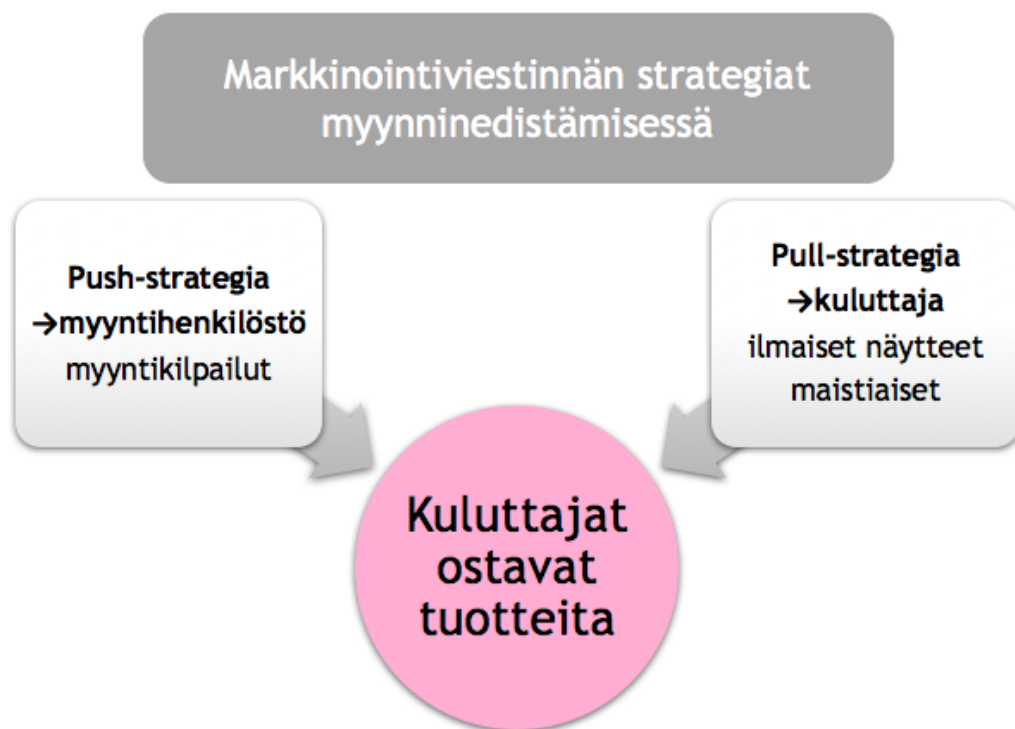 Markkinointiviestinnän strategiat
myynninedistämisessä
Push-strategia
→myyntihenkilöstö
myyntikilpailut
Pull-strategia
→kuluttaja
ilmaiset näytteet
maistiaiset
Kuluttajat
ostavat
tuotteita